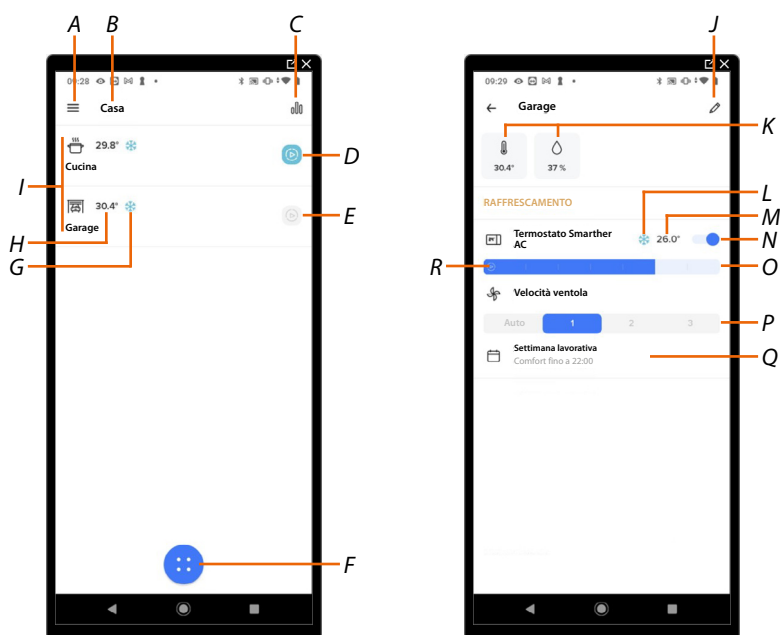 A B C
09:28
Casa
29.8°
Cucina
D
I
30.4°
Garage
E
H
G
F
J
09:29
Garage
K
30.4° 37 %
RAFFRESCAMENTO
L
M
Termostato Smarther
AC
26.0°
N
R
O
Velocità ventola
Auto 1 2 3
P
Settimana lavorativa
Comfort fino a 22:00
Q